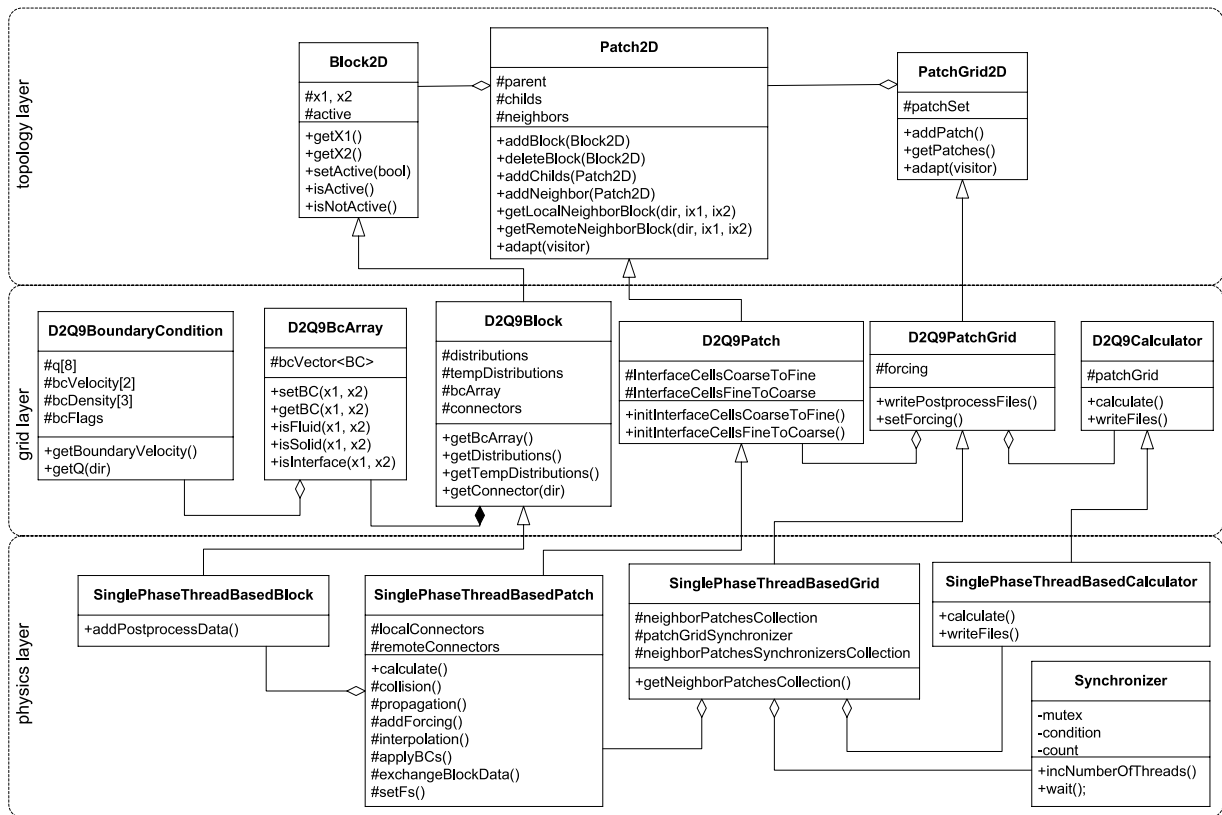 topology layer
Block2D
#x1, x2
#active
+getX1()
+getX2()
+setActive(bool)
+isActive()
+isNotActive()
Patch2D
#parent
#childs
#neighbors
+addBlock(Block2D)
+deleteBlock(Block2D)
+addChilds(Patch2D)
+addNeighbor(Patch2D)
+getLocalNeighborBlock(dir, ix1, ix2)
+getRemoteNeighborBlock(dir, ix1, ix2)
+adapt(visitor)
PatchGrid2D
#patchSet
+addPatch()
+getPatches()
+adapt(visitor)
grid layer
D2Q9BoundaryCondition
#q[8]
#bcVelocity[2]
#bcDensity[3]
#bcFlags
+getBoundaryVelocity()
+getQ(dir)
D2Q9BcArray
#bcVector<BC>
+setBC(x1, x2)
+getBC(x1, x2)
+isFluid(x1, x2)
+isSolid(x1, x2)
+isInterface(x1, x2)
D2Q9Block
#distributions
#tempDistributions
#bcArray
#connectors
+getBcArray()
+getDistributions()
+getTempDistributions()
+getConnector(dir)
D2Q9Patch
#InterfaceCellsCoarseToFine
#InterfaceCellsFineToCoarse
+initInterfaceCellsCoarseToFine()
+initInterfaceCellsFineToCoarse()
D2Q9PatchGrid
#forcing
+writePostprocessFiles()
+setForcing()
D2Q9Calculator
#patchGrid
+calculate()
+writeFiles()
physics layer
SinglePhaseThreadBasedBlock
+addPostprocessData()
SinglePhaseThreadBasedPatch
#localConnectors
#remoteConnectors
+calculate()
#collision()
#propagation()
#addForcing()
#interpolation()
#applyBCs()
#exchangeBlockData()
#setFs()
SinglePhaseThreadBasedGrid
#neighborPatchesCollection
#patchGridSynchronizer
#neighborPatchesSynchronizersCollection
+getNeighborPatchesCollection()
SinglePhaseThreadBasedCalculator
+calculate()
+writeFiles()
Synchronizer
-mutex
-condition
-count
+incNumberOfThreads()
+wait();